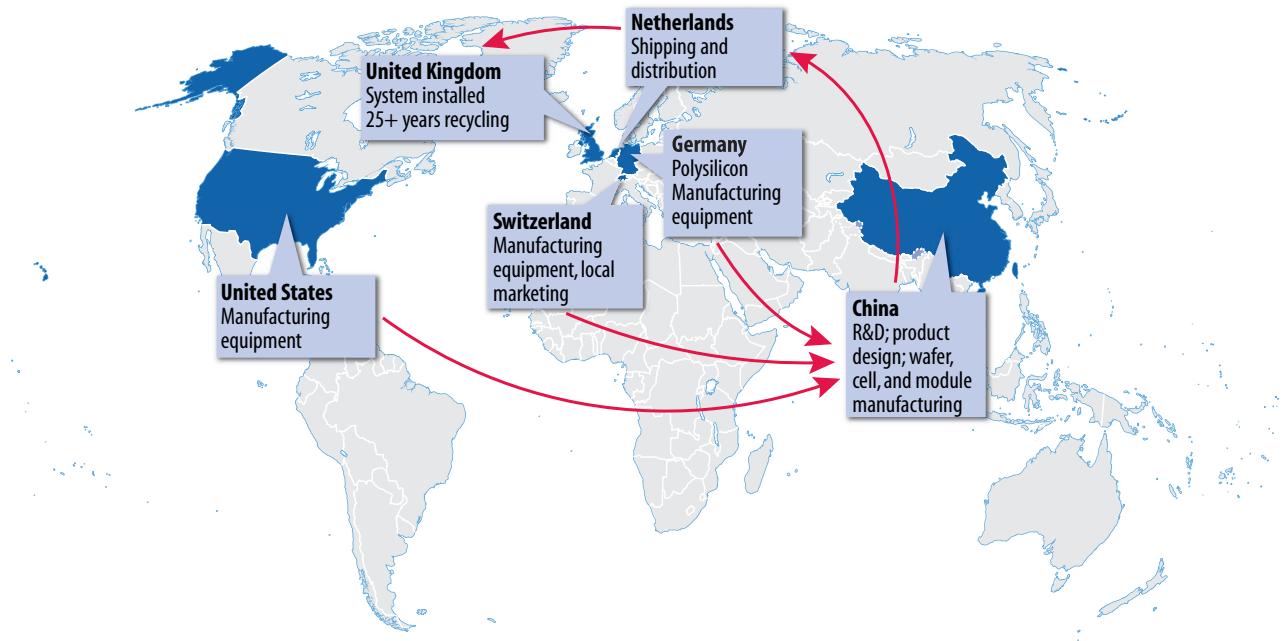 Netherlands
Shipping and
distribution
United Kingdom
System installed
25+ years recycling
Germany
Polysilicon
Manufacturing
equipment
Switzerland
Manufacturing
equipment, local
marketing
United States
Manufacturing
equipment
China
R&D; product
design; wafer,
cell, and module
manufacturing